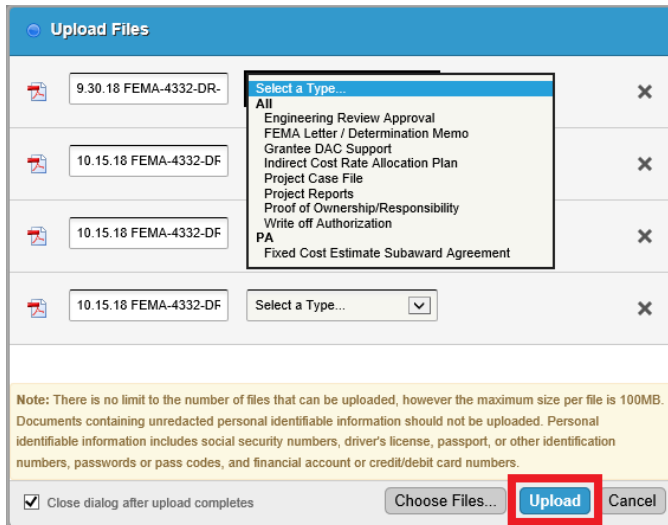 Upload Files
9.30.18 FEMA-4332-DR-
Select a Type...
All
Engineering Review Approval
FEMA Letter / Determination Memo
Grantee DAC Support
Indirect Cost Rate Allocation Plan
Project Case File
Project Reports
Proof of Ownership/Responsibility
Write off Authorization
PA
Fixed Cost Estimate Subaward Agreement
10.15.18 FEMA-4332-DF
10.15.18 FEMA-4332-DF
10.15.18 FEMA-4332-DF
Select a Type...
Note: There is no limit to the number of files that can be uploaded, however the maximum size per file is 100MB.
Documents containing unredacted personal identifiable information should not be uploaded. Personal
identifiable information includes social security numbers, driver's license, passport, or other identification
numbers, passwords or pass codes, and financial account or credit/debit card numbers.
Close dialog after upload completes
Choose Files...
Upload
Cancel